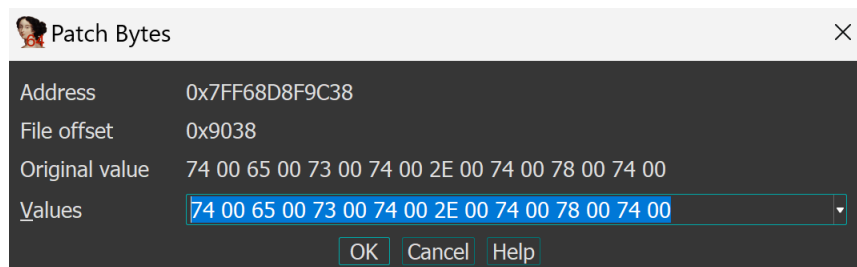 64 Patch Bytes
Address 0x7FF68D8F9C38
File offset 0x9038
Original value 74 00 65 00 73 00 74 00 2E 00 74 00 78 00 74 00
Values 74 00 65 00 73 00 74 00 2E 00 74 00 78 00 74 00
OK Cancel Help